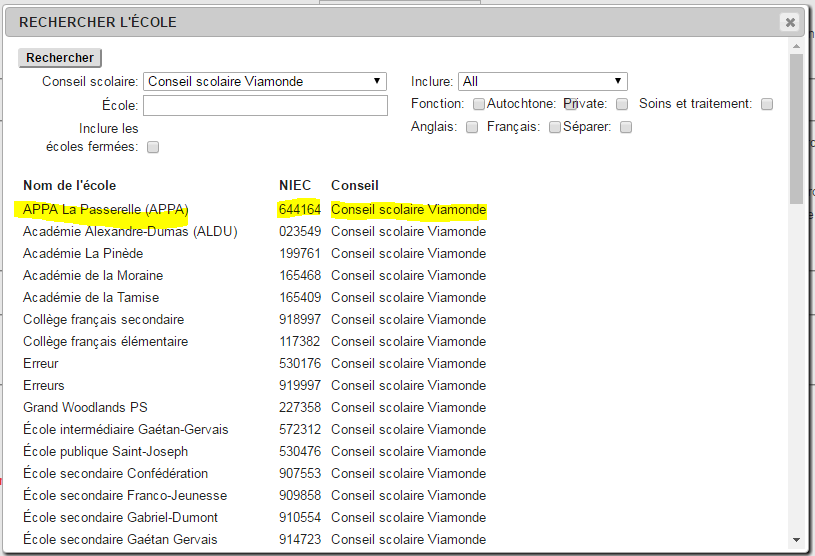 RECHERCHER L'ÉCOLE
Rechercher
Conseil scolaire: Conseil scolaire Viamonde Inclure: All
École: Fonction: Autochtone: Private: Soins et traitement:
Inclure les écoles fermées: Anglais: Français: Séparer:
Nom de l'école NIEC Conseil
APPA La Passerelle (APPA) 644164 Conseil scolaire Viamonde
Académie Alexandre-Dumas (ALDU) 023549 Conseil scolaire Viamonde
Académie La Pinède 199761 Conseil scolaire Viamonde
Académie de la Moraine 165468 Conseil scolaire Viamonde
Académie de la Tamise 165409 Conseil scolaire Viamonde
Collège français secondaire 918997 Conseil scolaire Viamonde
Collège français élémentaire 117382 Conseil scolaire Viamonde
Erreur 530176 Conseil scolaire Viamonde
Erreurs 919997 Conseil scolaire Viamonde
Grand Woodlands PS 227358 Conseil scolaire Viamonde
École intermédiaire Gaétan-Gervais 572312 Conseil scolaire Viamonde
École publique Saint-Joseph 530476 Conseil scolaire Viamonde
École secondaire Confédération 907553 Conseil scolaire Viamonde
École secondaire Franco-Jeunesse 909858 Conseil scolaire Viamonde
École secondaire Gabriel-Dumont 910554 Conseil scolaire Viamonde
École secondaire Gaétan Gervais 914723 Conseil scolaire Viamonde